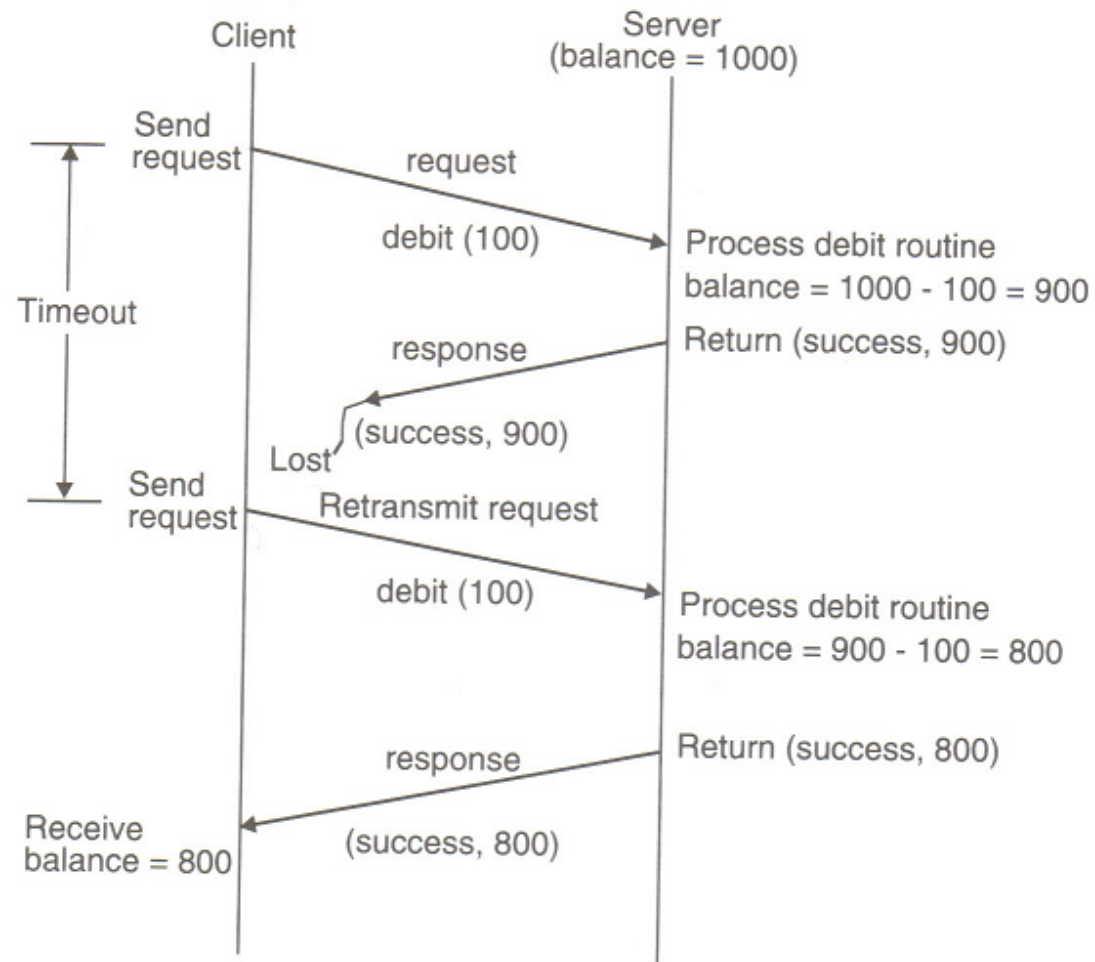 Client
Server
(balance = 1000)
Send
request
request
debit (100)
Process debit routine
balance = 1000 - 100 = 900
Timeout
Return (success, 900)
response
(success, 900)
Lost
Send
request
Retransmit request
debit (100)
Process debit routine
balance = 900 - 100 = 800
Return (success, 800)
response
(success, 800)
Receive
balance = 800